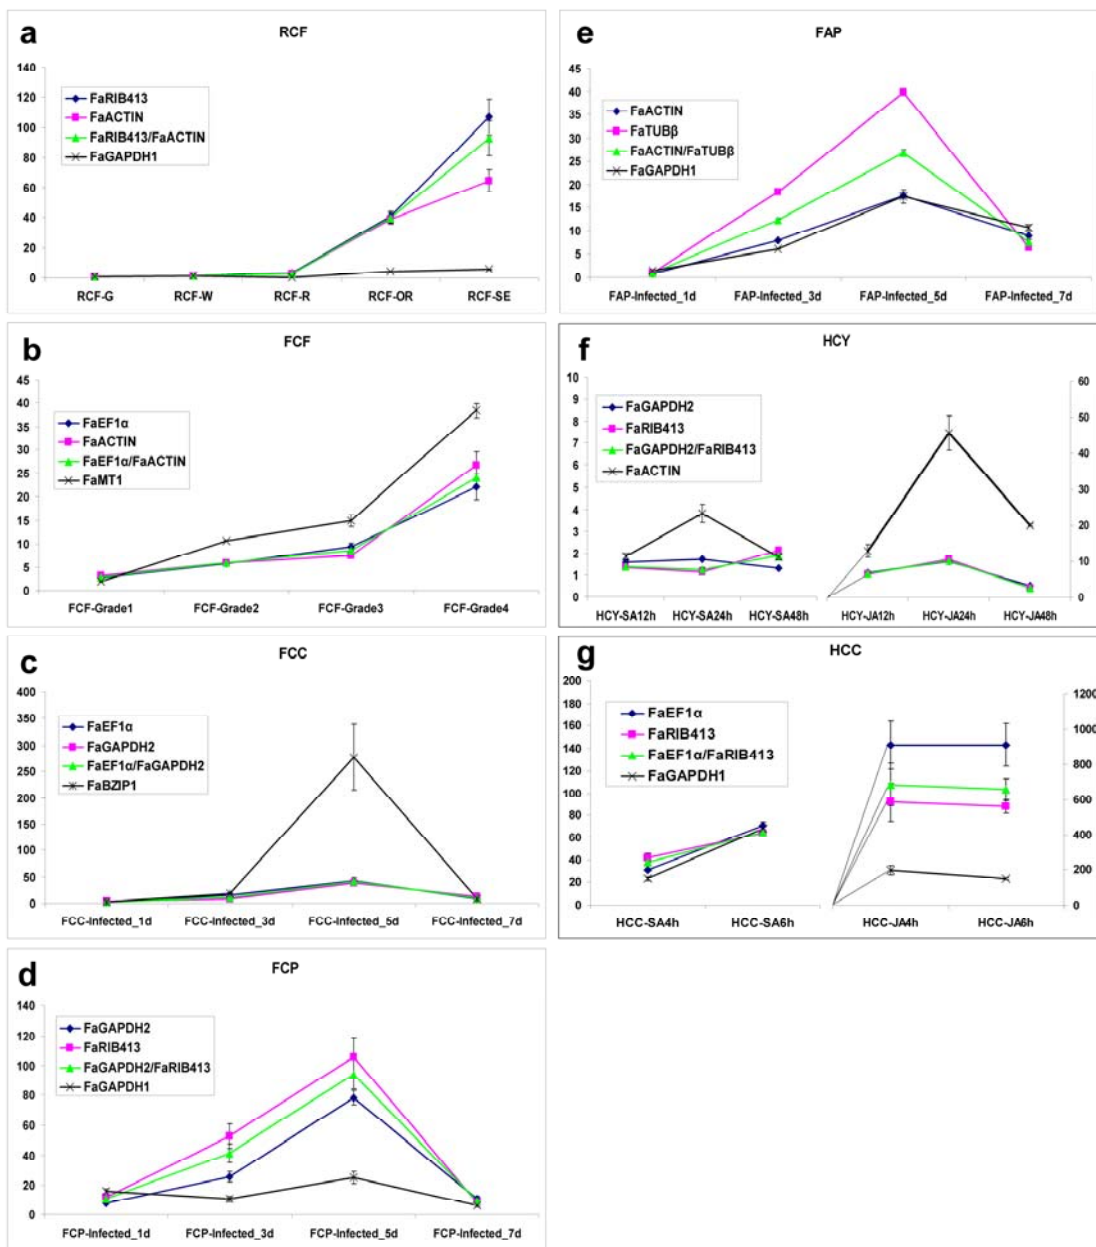 a
RCF
140
120
100
80
60
40
20
0
FaRIB413
FaACTIN
FaRIB413/FaACTIN
FaGAPDH1
RCF-G
RCF-W
RCF-R
RCF-OR
RCF-SE
b
FCF
45
40
35
30
25
20
15
10
5
0
FaEF1α
FaACTIN
FaEF1α/FaACTIN
FaMT1
FCF-Grade1
FCF-Grade2
FCF-Grade3
FCF-Grade4
c
FCC
400
350
300
250
200
150
100
50
0
FaEF1α
FaGAPDH2
FaEF1α/FaGAPDH2
FaBZIP1
FCC-Infected_1d
FCC-Infected_3d
FCC-Infected_5d
FCC-Infected_7d
d
FCP
140
120
100
80
60
40
20
0
FaGAPDH2
FaRIB413
FaGAPDH2/FaRIB413
FaGAPDH1
FCP-Infected_1d
FCP-Infected_3d
FCP-Infected_5d
FCP-Infected_7d
e
FAP
45
40
35
30
25
20
15
10
5
0
FaACTIN
FaTUBβ
FaACTIN/FaTUBβ
FaGAPDH1
FAP-Infected_1d
FAP-Infected_3d
FAP-Infected_5d
FAP-Infected_7d
f
HCY
10
9
8
7
6
5
4
3
2
1
0
FaGAPDH2
FaRIB413
FaGAPDH2/FaRIB413
FaACTIN
HCY-SA12h
HCY-SA24h
HCY-SA48h
HCY-JA12h
HCY-JA24h
HCY-JA48h
60
50
40
30
20
10
0
g
HCC
200
180
160
140
120
100
80
60
40
20
0
FaEF1α
FaRIB413
FaEF1α/FaRIB413
FaGAPDH1
HCC-SA4h
HCC-SA6h
HCC-JA4h
HCC-JA6h
1200
1000
800
600
400
200
0